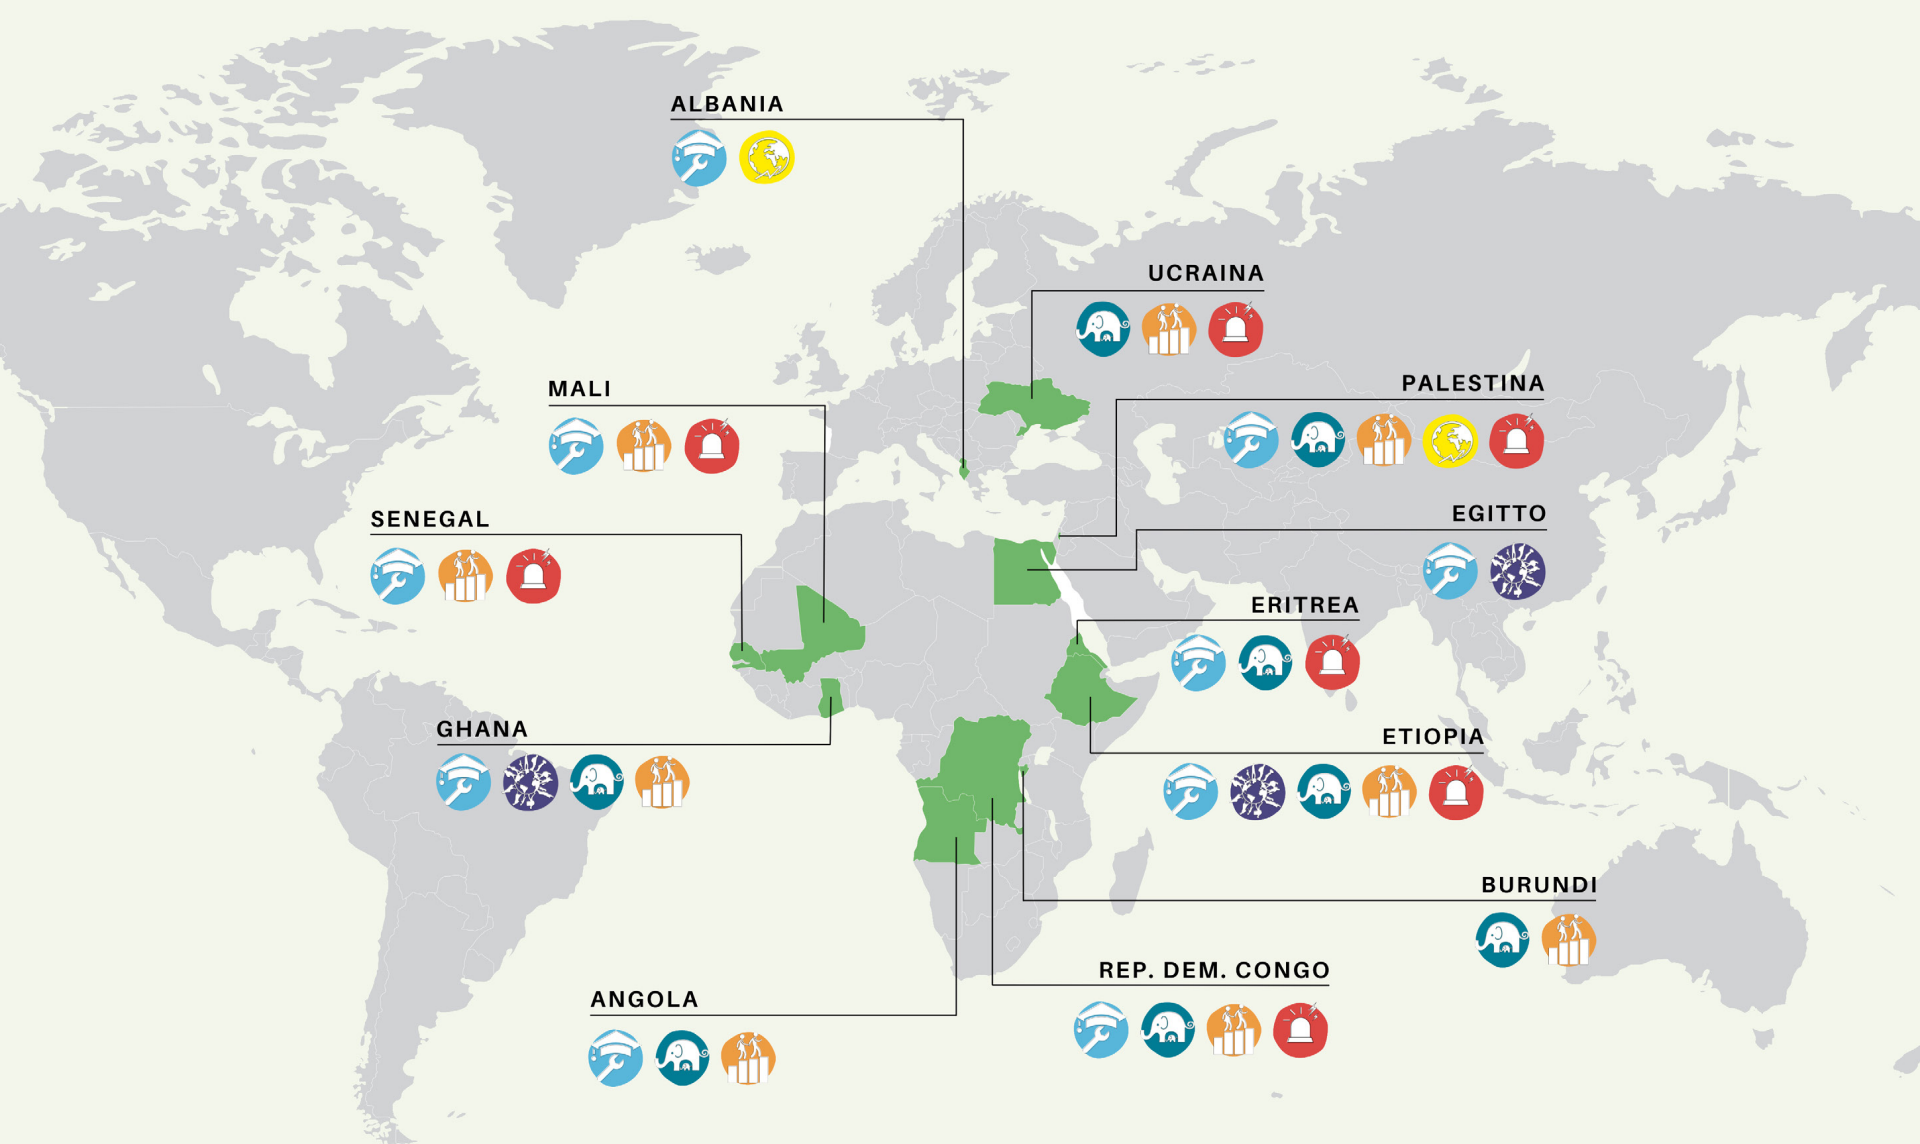 ALBANIA
UCRAINA
MALI
PALESTINA
SENEGAL
EGITTO
ERITREA
GHANA
ETIOPIA
BURUNDI
REP. DEM. CONGO
ANGOLA